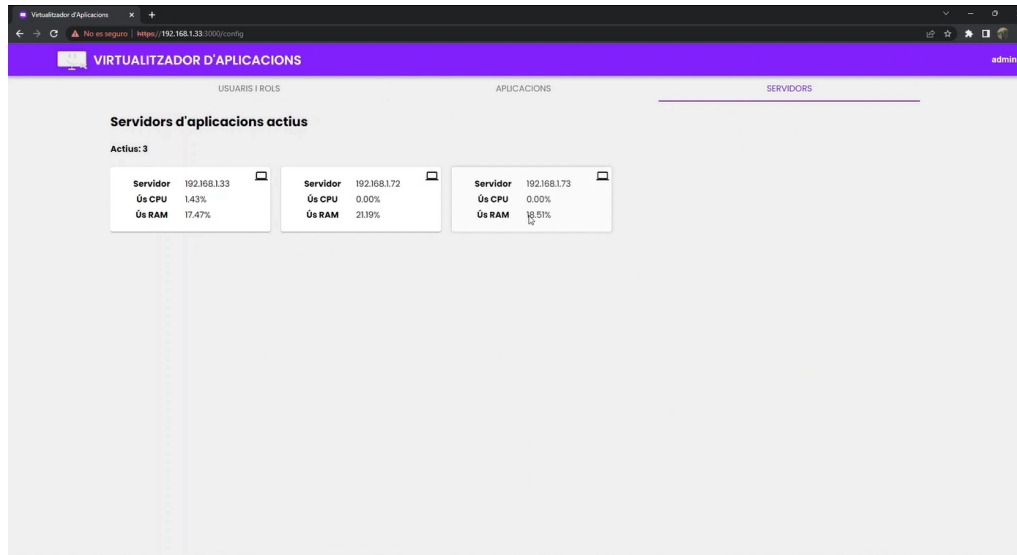 Virtualitzador d'Aplicacions
No es seguro | https://192.168.1.33:3000/config
VIRTUALITZADOR D'APLICACIONS
admin
USUARIS I ROLS
APLICACIONS
SERVIDORS
Servidors d'aplicacions actius
Actius: 3
Servidor 192.168.1.33
Ús CPU 1.43%
Ús RAM 17.47%
Servidor 192.168.1.72
Ús CPU 0.00%
Ús RAM 21.19%
Servidor 192.168.1.73
Ús CPU 0.00%
Ús RAM 18.51%